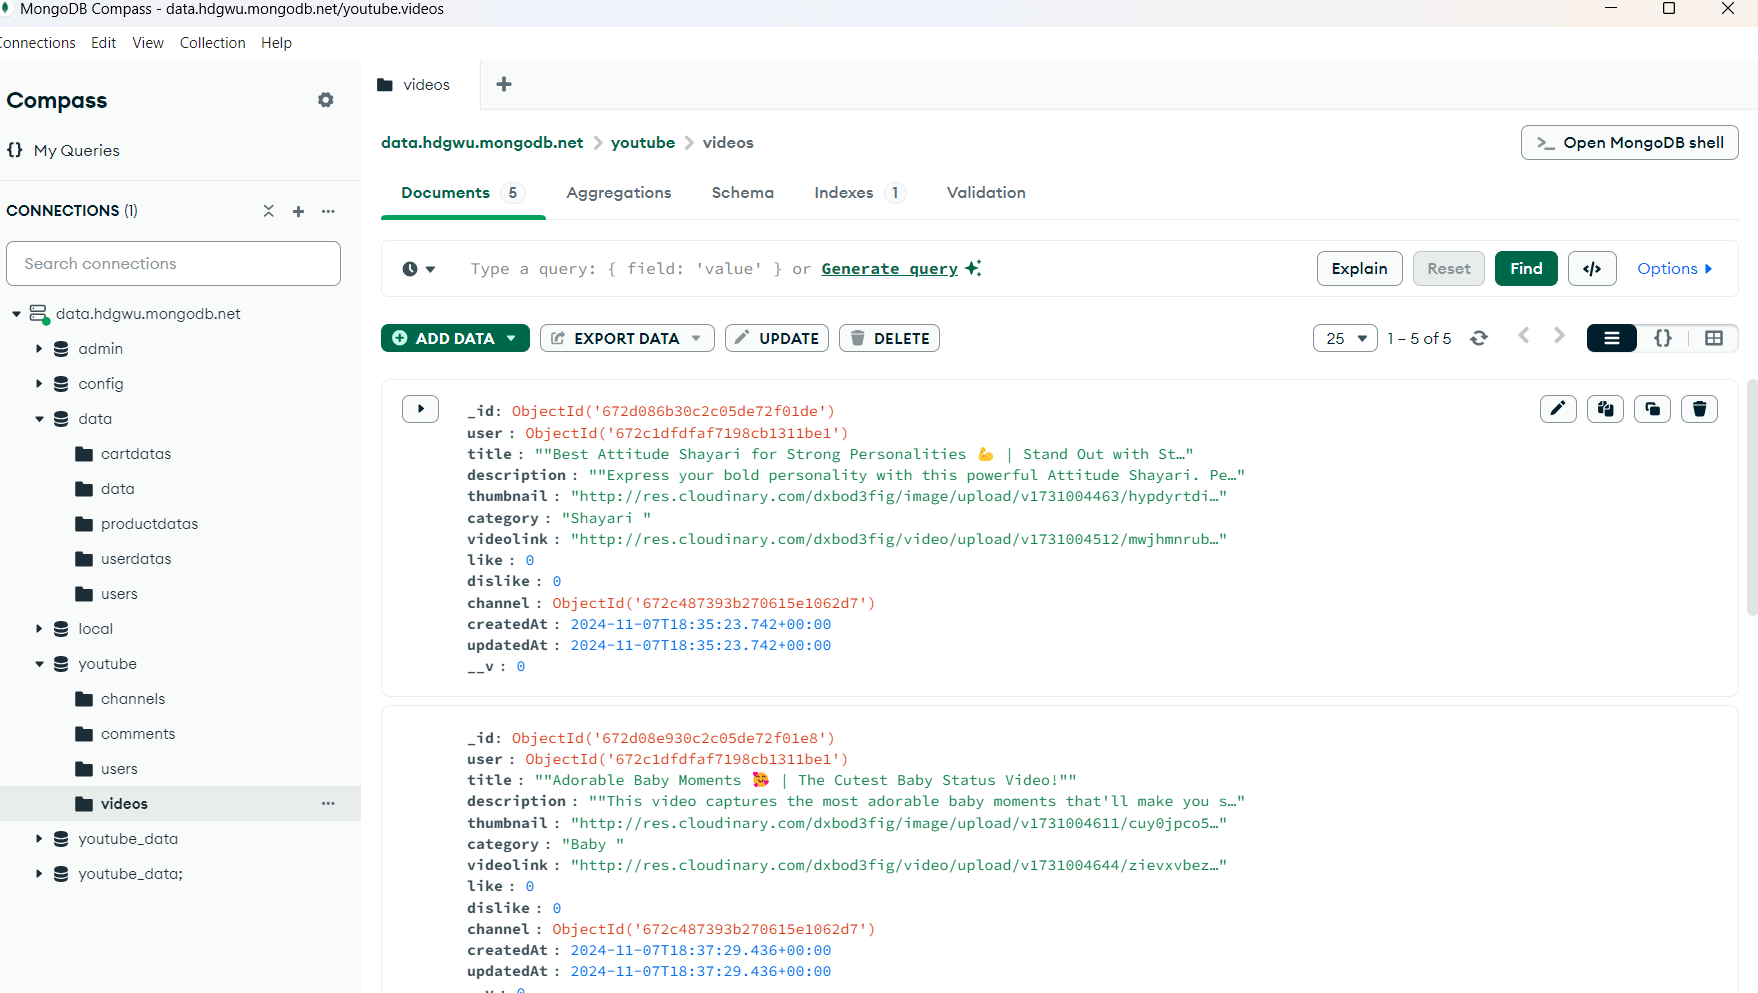 MongoDB Compass - data.hdgwu.mongodb.net/youtube.videos
Connections Edit View Collection Help
Compass
{} My Queries
CONNECTIONS (1)
Search connections
data.hdgwu.mongodb.net
admin
config
data
cartdatas
data
productdatas
userdatas
users
local
youtube
channels
comments
users
videos
youtube_data
youtube_data;
videos
data.hdgwu.mongodb.net > youtube > videos
>_ Open MongoDB shell
Documents 5 Aggregations Schema Indexes 1 Validation
Type a query: { field: 'value' } or Generate query
Explain Reset Find </> Options
ADD DATA EXPORT DATA UPDATE DELETE
25 1 – 5 of 5 {}
_id: ObjectId('672d086b30c2c05de72f01de')
user : ObjectId('672c1dfdfaf7198cb1311be1')
title : ""Best Attitude Shayari for Strong Personalities 💪 | Stand Out with St…"
description : ""Express your bold personality with this powerful Attitude Shayari. Pe…"
thumbnail : "http://res.cloudinary.com/dxbod3fig/image/upload/v1731004463/hypdyrtdi…"
category : "Shayari "
videolink : "http://res.cloudinary.com/dxbod3fig/video/upload/v1731004512/mwjhmnrub…"
like : 0
dislike : 0
channel : ObjectId('672c487393b270615e1062d7')
createdAt : 2024-11-07T18:35:23.742+00:00
updatedAt : 2024-11-07T18:35:23.742+00:00
__v : 0
_id: ObjectId('672d08e930c2c05de72f01e8')
user : ObjectId('672c1dfdfaf7198cb1311be1')
title : ""Adorable Baby Moments 🥰 | The Cutest Baby Status Video!""
description : ""This video captures the most adorable baby moments that'll make you s…"
thumbnail : "http://res.cloudinary.com/dxbod3fig/image/upload/v1731004611/cuy0jpco5…"
category : "Baby "
videolink : "http://res.cloudinary.com/dxbod3fig/video/upload/v1731004644/zievxvbez…"
like : 0
dislike : 0
channel : ObjectId('672c487393b270615e1062d7')
createdAt : 2024-11-07T18:37:29.436+00:00
updatedAt : 2024-11-07T18:37:29.436+00:00